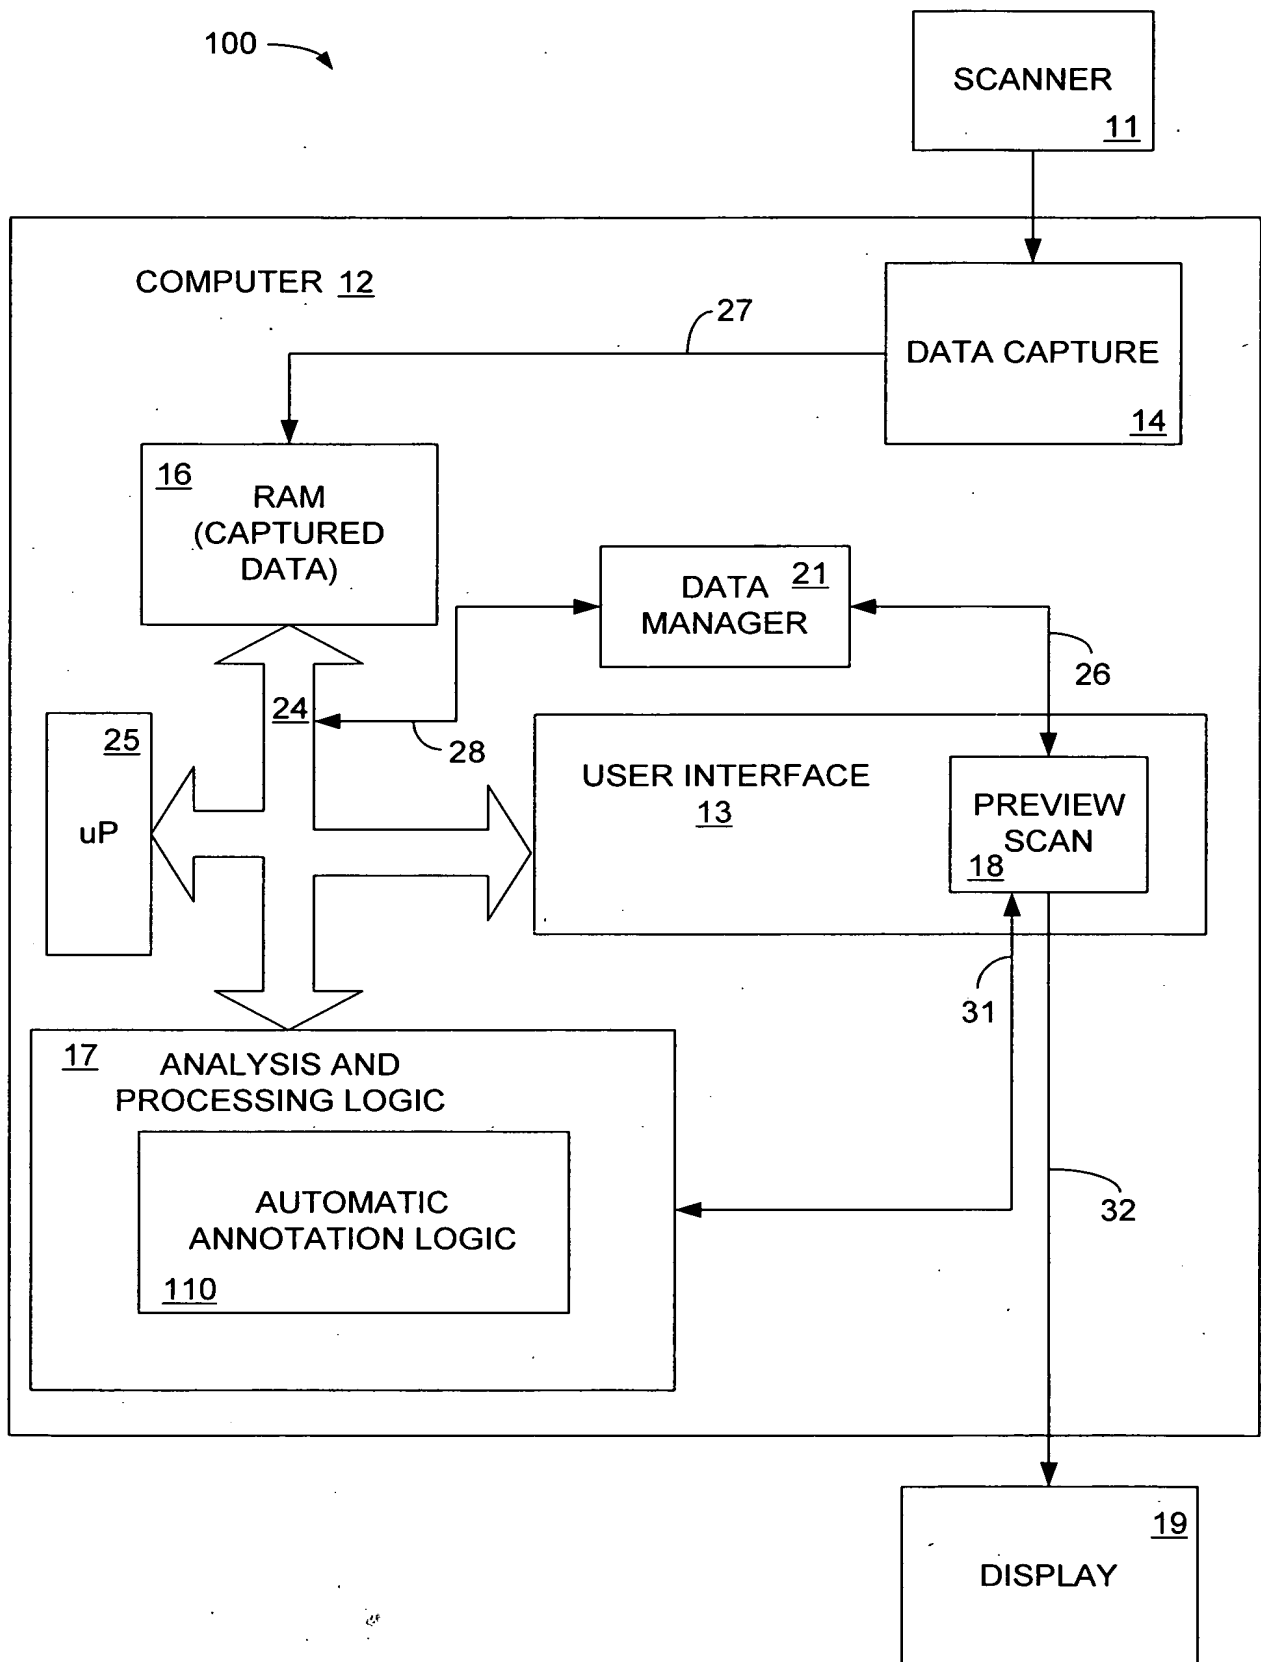 100
SCANNER
11
COMPUTER 12
27
DATA CAPTURE
14
16
RAM
(CAPTURED
DATA)
21
DATA
MANAGER
26
24
28
25
uP
USER INTERFACE
13
PREVIEW
SCAN
18
31
17
ANALYSIS AND
PROCESSING LOGIC
AUTOMATIC
ANNOTATION LOGIC
110
32
19
DISPLAY